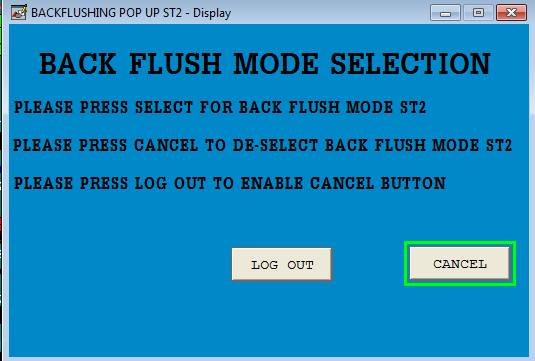 BACKFLUSHING POP UP ST2 - Display
BACK FLUSH MODE SELECTION
PLEASE PRESS SELECT FOR BACK FLUSH MODE ST2
PLEASE PRESS CANCEL TO DE-SELECT BACK FLUSH MODE ST2
PLEASE PRESS LOG OUT TO ENABLE CANCEL BUTTON
LOG OUT
CANCEL